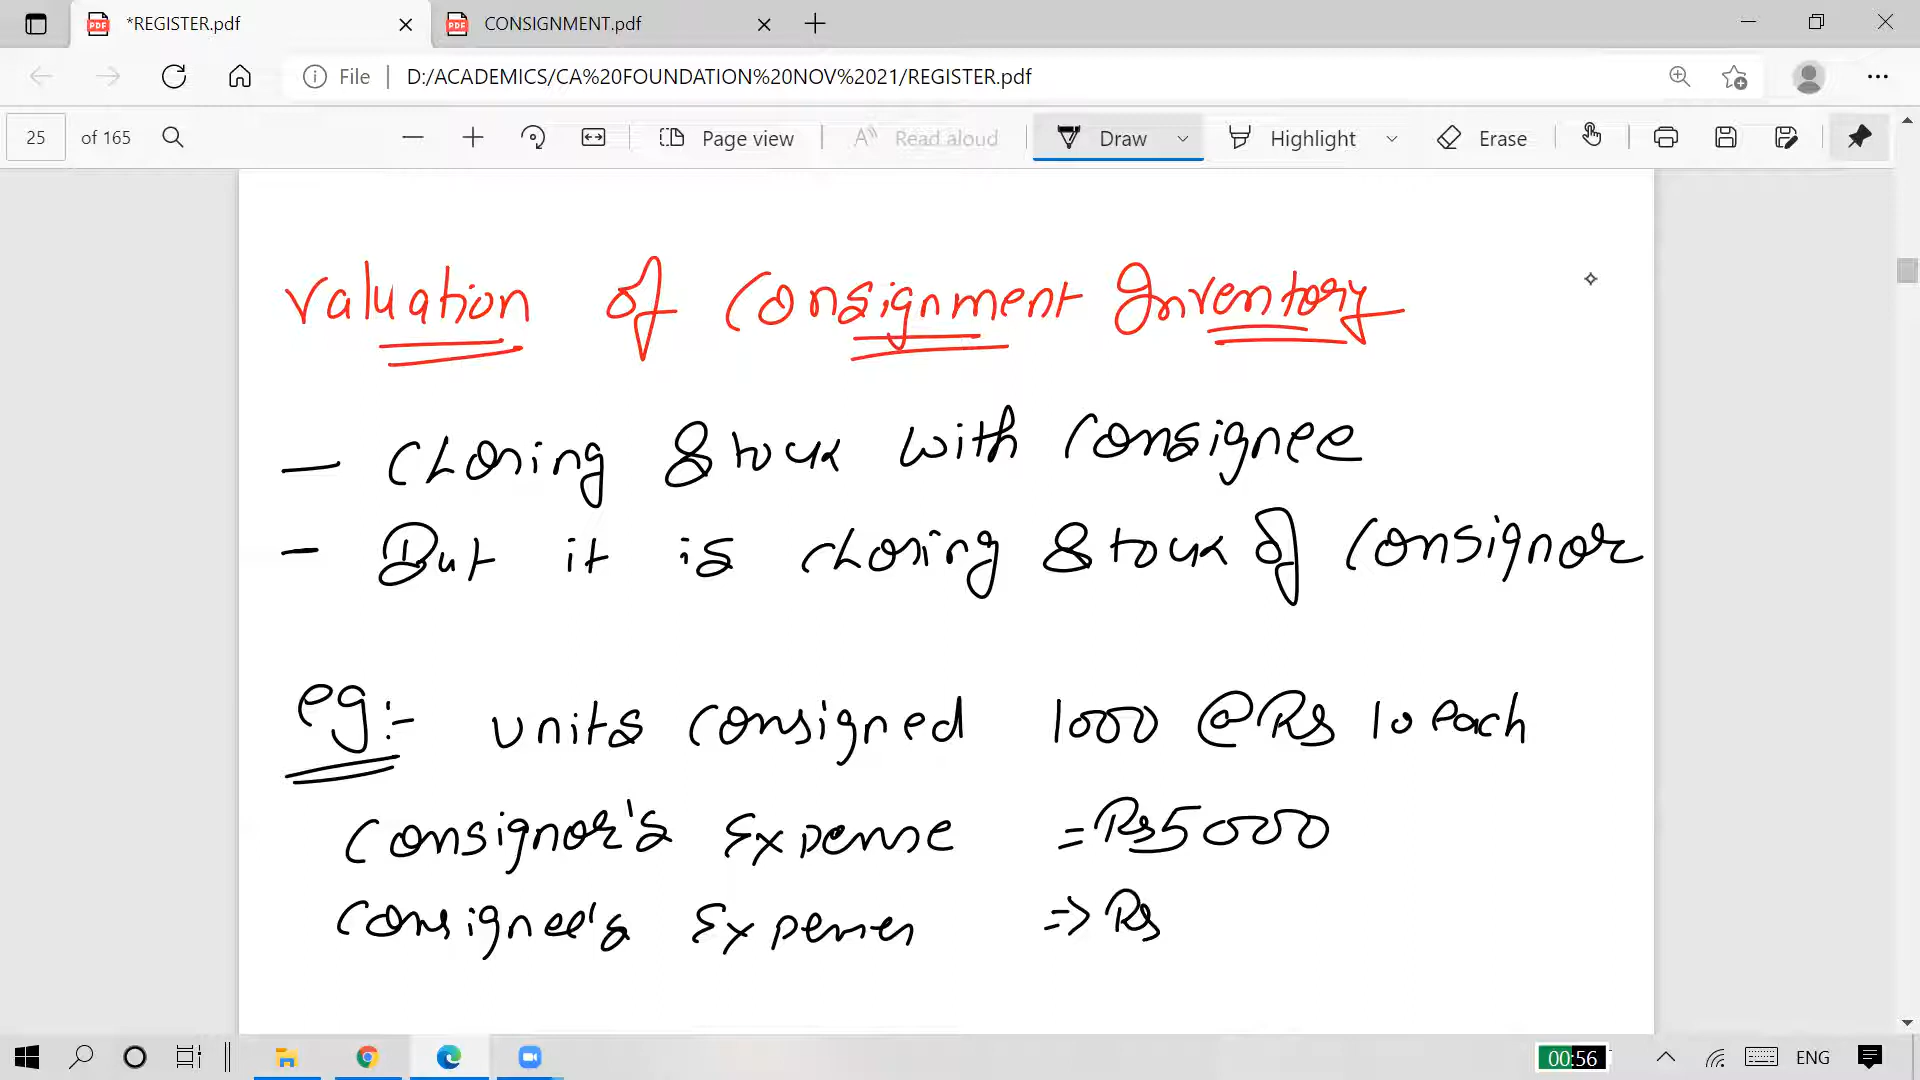 *REGISTER.pdf
CONSIGNMENT.pdf
File
D:/ACADEMICS/CA%20FOUNDATION%20NOV%2021/REGISTER.pdf
25 of 165
Page view
Read aloud
Draw
Highlight
Erase
Valuation of Consignment Inventory
- Closing Stock with Consignee
- But it is closing Stock of Consignor
eg:- units consigned 1000 @ Rs 10 each
Consignor's Expense = Rs 5000
Consignee's Expenses => Rs
00:56
ENG